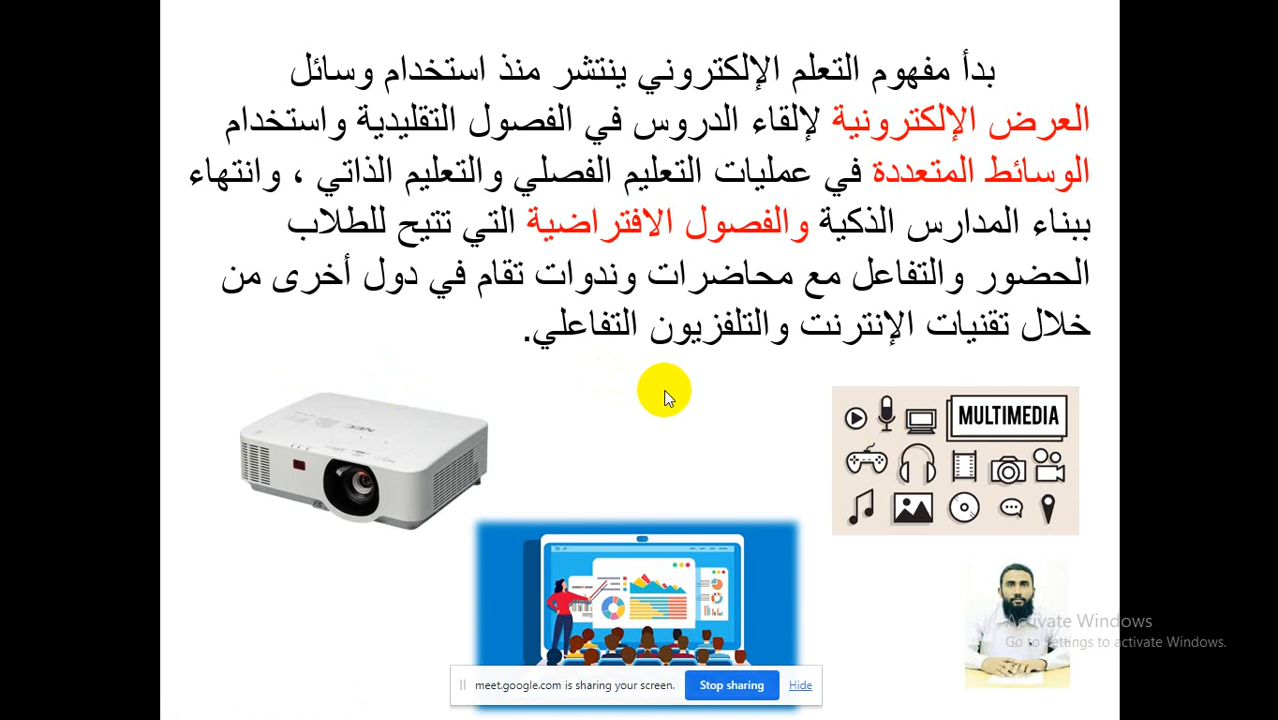 بدأ مفهوم التعلم الإلكتروني ينتشر منذ استخدام وسائل
العرض الإلكترونية لإلقاء الدروس في الفصول التقليدية واستخدام
الوسائط المتعددة في عمليات التعليم الفصلي والتعليم الذاتي ، وانتهاء
ببناء المدارس الذكية والفصول الافتراضية التي تتيح للطلاب
الحضور والتفاعل مع محاضرات وندوات تقام في دول أخرى من
خلال تقنيات الإنترنت والتلفزيون التفاعلي.
MULTIMEDIA
NEC
Activate Windows
Go to Settings to activate Windows.
meet.google.com is sharing your screen.
Stop sharing
Hide